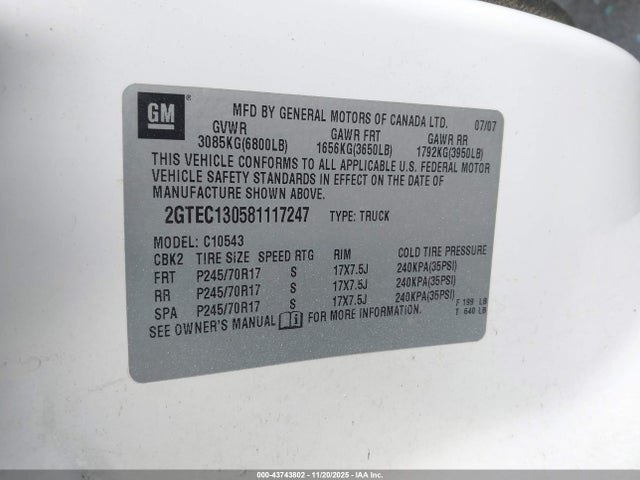 GM ®
MFD BY GENERAL MOTORS OF CANADA LTD. 07/07
GVWR GAWR FRT GAWR RR
3085KG(6800LB) 1656KG(3650LB) 1792KG(3950LB)
THIS VEHICLE CONFORMS TO ALL APPLICABLE U.S. FEDERAL MOTOR
VEHICLE SAFETY STANDARDS IN EFFECT ON THE DATE OF
MANUFACTURE SHOWN ABOVE.
2GTEC130581117247 TYPE: TRUCK
MODEL: C10543
CBK2 TIRE SIZE SPEED RTG RIM COLD TIRE PRESSURE
FRT P245/70R17 S 17X7.5J 240KPA(35PSI)
RR P245/70R17 S 17X7.5J 240KPA(35PSI)
SPA P245/70R17 S 17X7.5J 240KPA(35PSI)
SEE OWNER'S MANUAL i FOR MORE INFORMATION.
F 199 LB
T 640 LB
000-43743802 - 11/20/2025 - IAA, Inc.